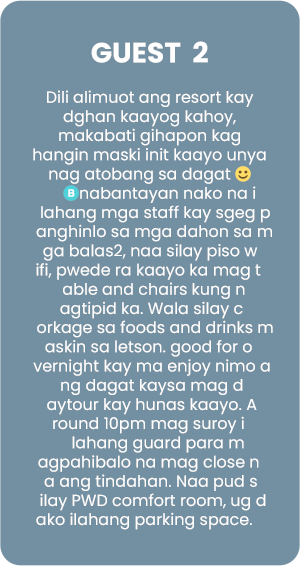 GUEST 2
Dili alimuot ang resort kay
dghan kaayog kahoy,
makabati gihapon kag
hangin maski init kaayo unya
nag atobang sa dagat 🙂
🅱nabantayan nako na i
lahang mga staff kay sgeg p
anghinlo sa mga dahon sa m
ga balas2, naa silay piso w
ifi, pwede ra kaayo ka mag t
able and chairs kung n
agtipid ka. Wala silay c
orkage sa foods and drinks m
askin sa letson. good for o
vernight kay ma enjoy nimo a
ng dagat kaysa mag d
aytour kay hunas kaayo. A
round 10pm mag suroy i
lahang guard para m
agpahibalo na mag close n
a ang tindahan. Naa pud s
ilay PWD comfort room, ug d
ako ilahang parking space.